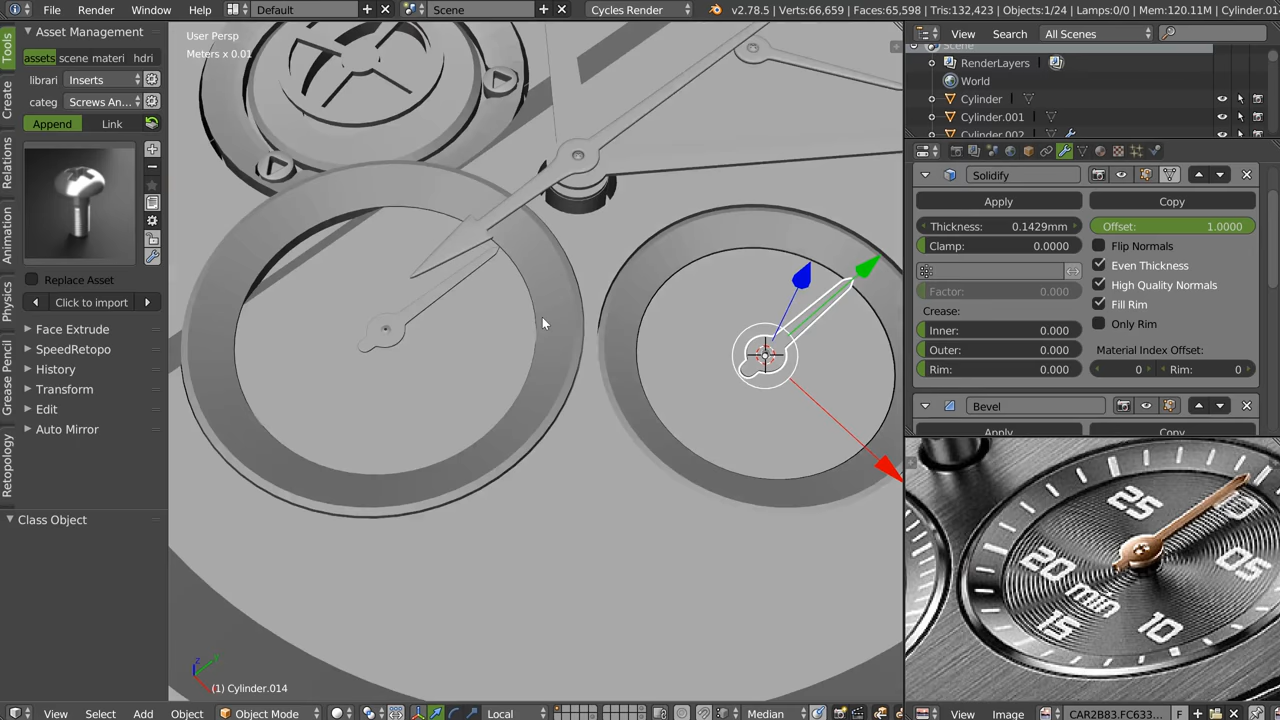 File Render Window Help Default Scene Cycles Render v2.78.5 | Verts:66,659 | Faces:65,598 | Tris:132,423 | Objects:1/24 | Lamps:0/0 | Mem:120.11M | Cylinder.01
Tools
Create
Relations
Animation
Physics
Grease Pencil
Retopology
Asset Management
assets scene materi hdri
librari Inserts
categ Screws An...
Append Link
Replace Asset
Click to import
Face Extrude
SpeedRetopo
History
Transform
Edit
Auto Mirror
Class Object
User Persp
Meters x 0.01
(1) Cylinder.014
View Select Add Object Object Mode Local Median
View Search All Scenes
Scene
RenderLayers
World
Cylinder
Cylinder.001
Cylinder.002
Solidify
Apply Copy
Thickness: 0.1429mm Offset: 1.0000
Clamp: 0.0000 Flip Normals
Even Thickness
Factor: 0.000 High Quality Normals
Crease: Fill Rim
Inner: 0.000 Only Rim
Outer: 0.000 Material Index Offset:
Rim: 0.000 0 Rim: 0
Bevel
Apply Copy
25
20
05
min
15
10
View Image CAR2B83.FC633... F